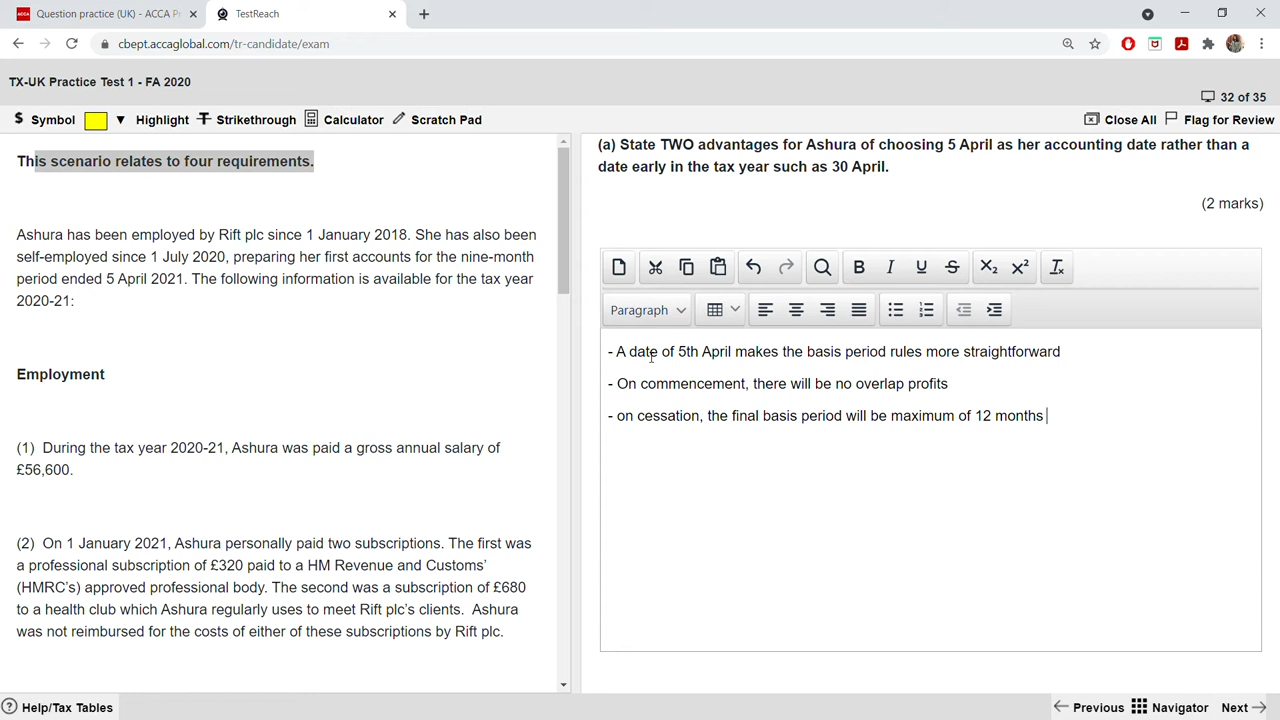 Question practice (UK) - ACCA P
TestReach
cbept.accaglobal.com/tr-candidate/exam
TX-UK Practice Test 1 - FA 2020
32 of 35
$ Symbol Highlight Strikethrough Calculator Scratch Pad Close All Flag for Review
This scenario relates to four requirements.
Ashura has been employed by Rift plc since 1 January 2018. She has also been
self-employed since 1 July 2020, preparing her first accounts for the nine-month
period ended 5 April 2021. The following information is available for the tax year
2020-21:
Employment
(1) During the tax year 2020-21, Ashura was paid a gross annual salary of
£56,600.
(2) On 1 January 2021, Ashura personally paid two subscriptions. The first was
a professional subscription of £320 paid to a HM Revenue and Customs'
(HMRC's) approved professional body. The second was a subscription of £680
to a health club which Ashura regularly uses to meet Rift plc's clients. Ashura
was not reimbursed for the costs of either of these subscriptions by Rift plc.
(a) State TWO advantages for Ashura of choosing 5 April as her accounting date rather than a
date early in the tax year such as 30 April.
(2 marks)
Paragraph
- A date of 5th April makes the basis period rules more straightforward
- On commencement, there will be no overlap profits
- on cessation, the final basis period will be maximum of 12 months
Help/Tax Tables
Previous Navigator Next